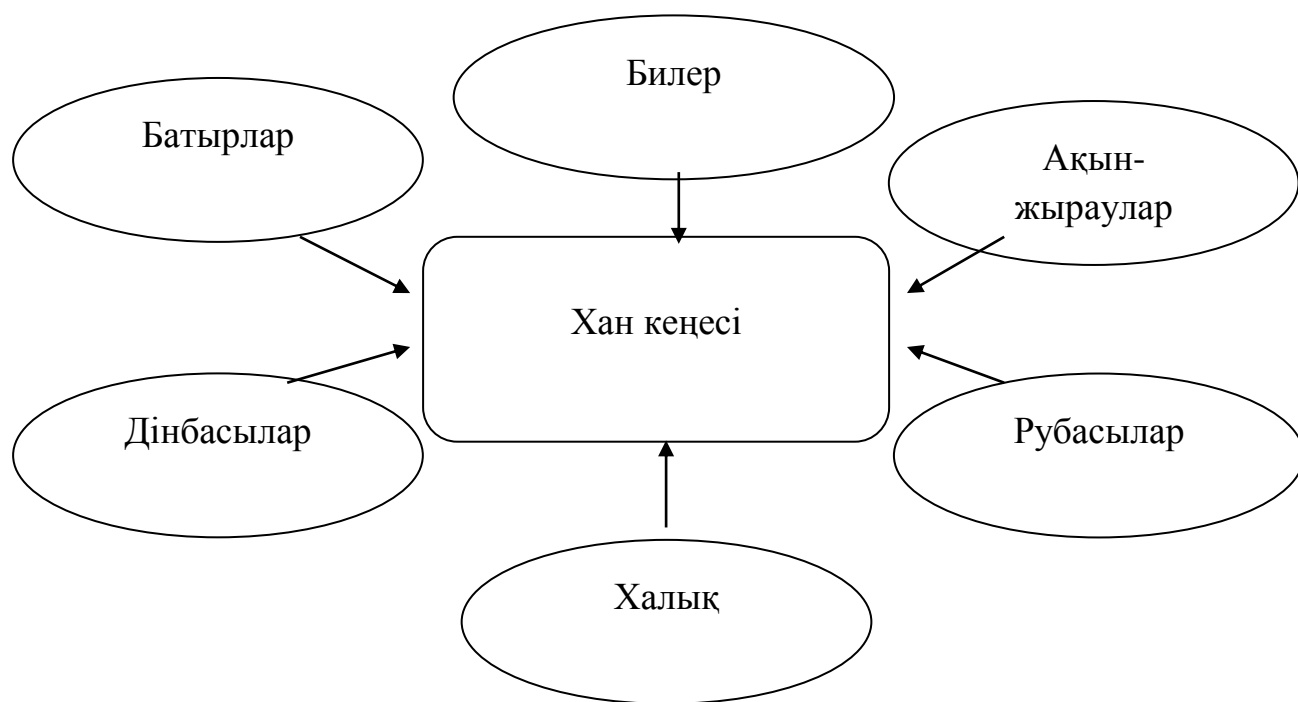 Билер
Батырлар
Ақын-
жыраулар
Хан кеңесі
Дінбасылар
Рубасылар
Халық